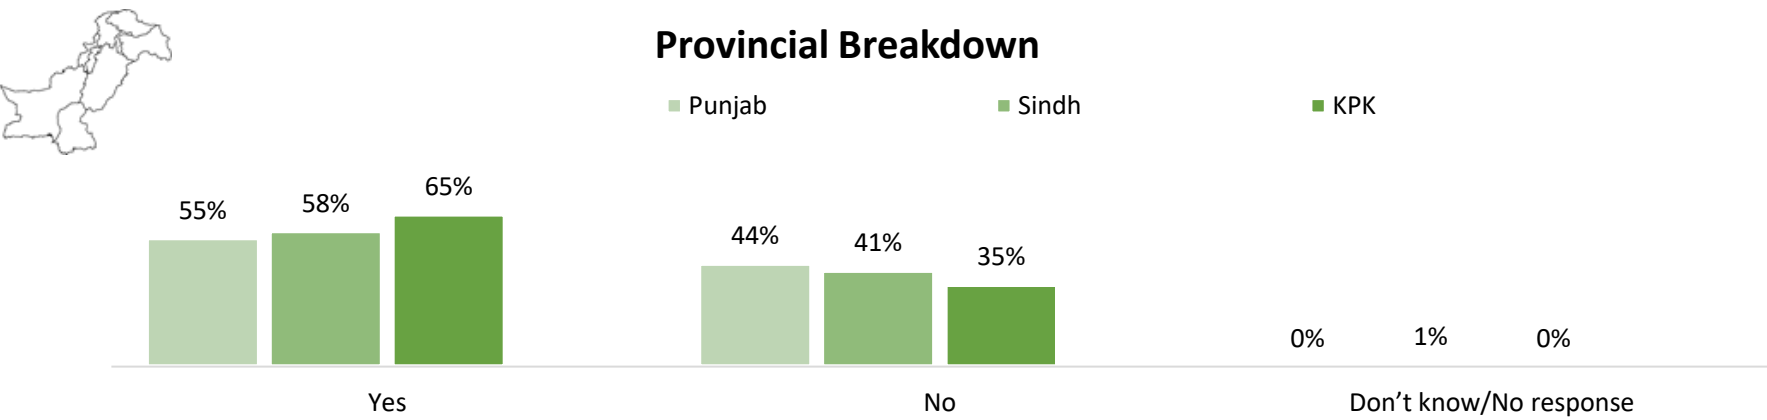 Provincial Breakdown
Punjab Sindh KPK
55% 58% 65% 44% 41% 35% 0% 1% 0%
Yes No Don’t know/No response